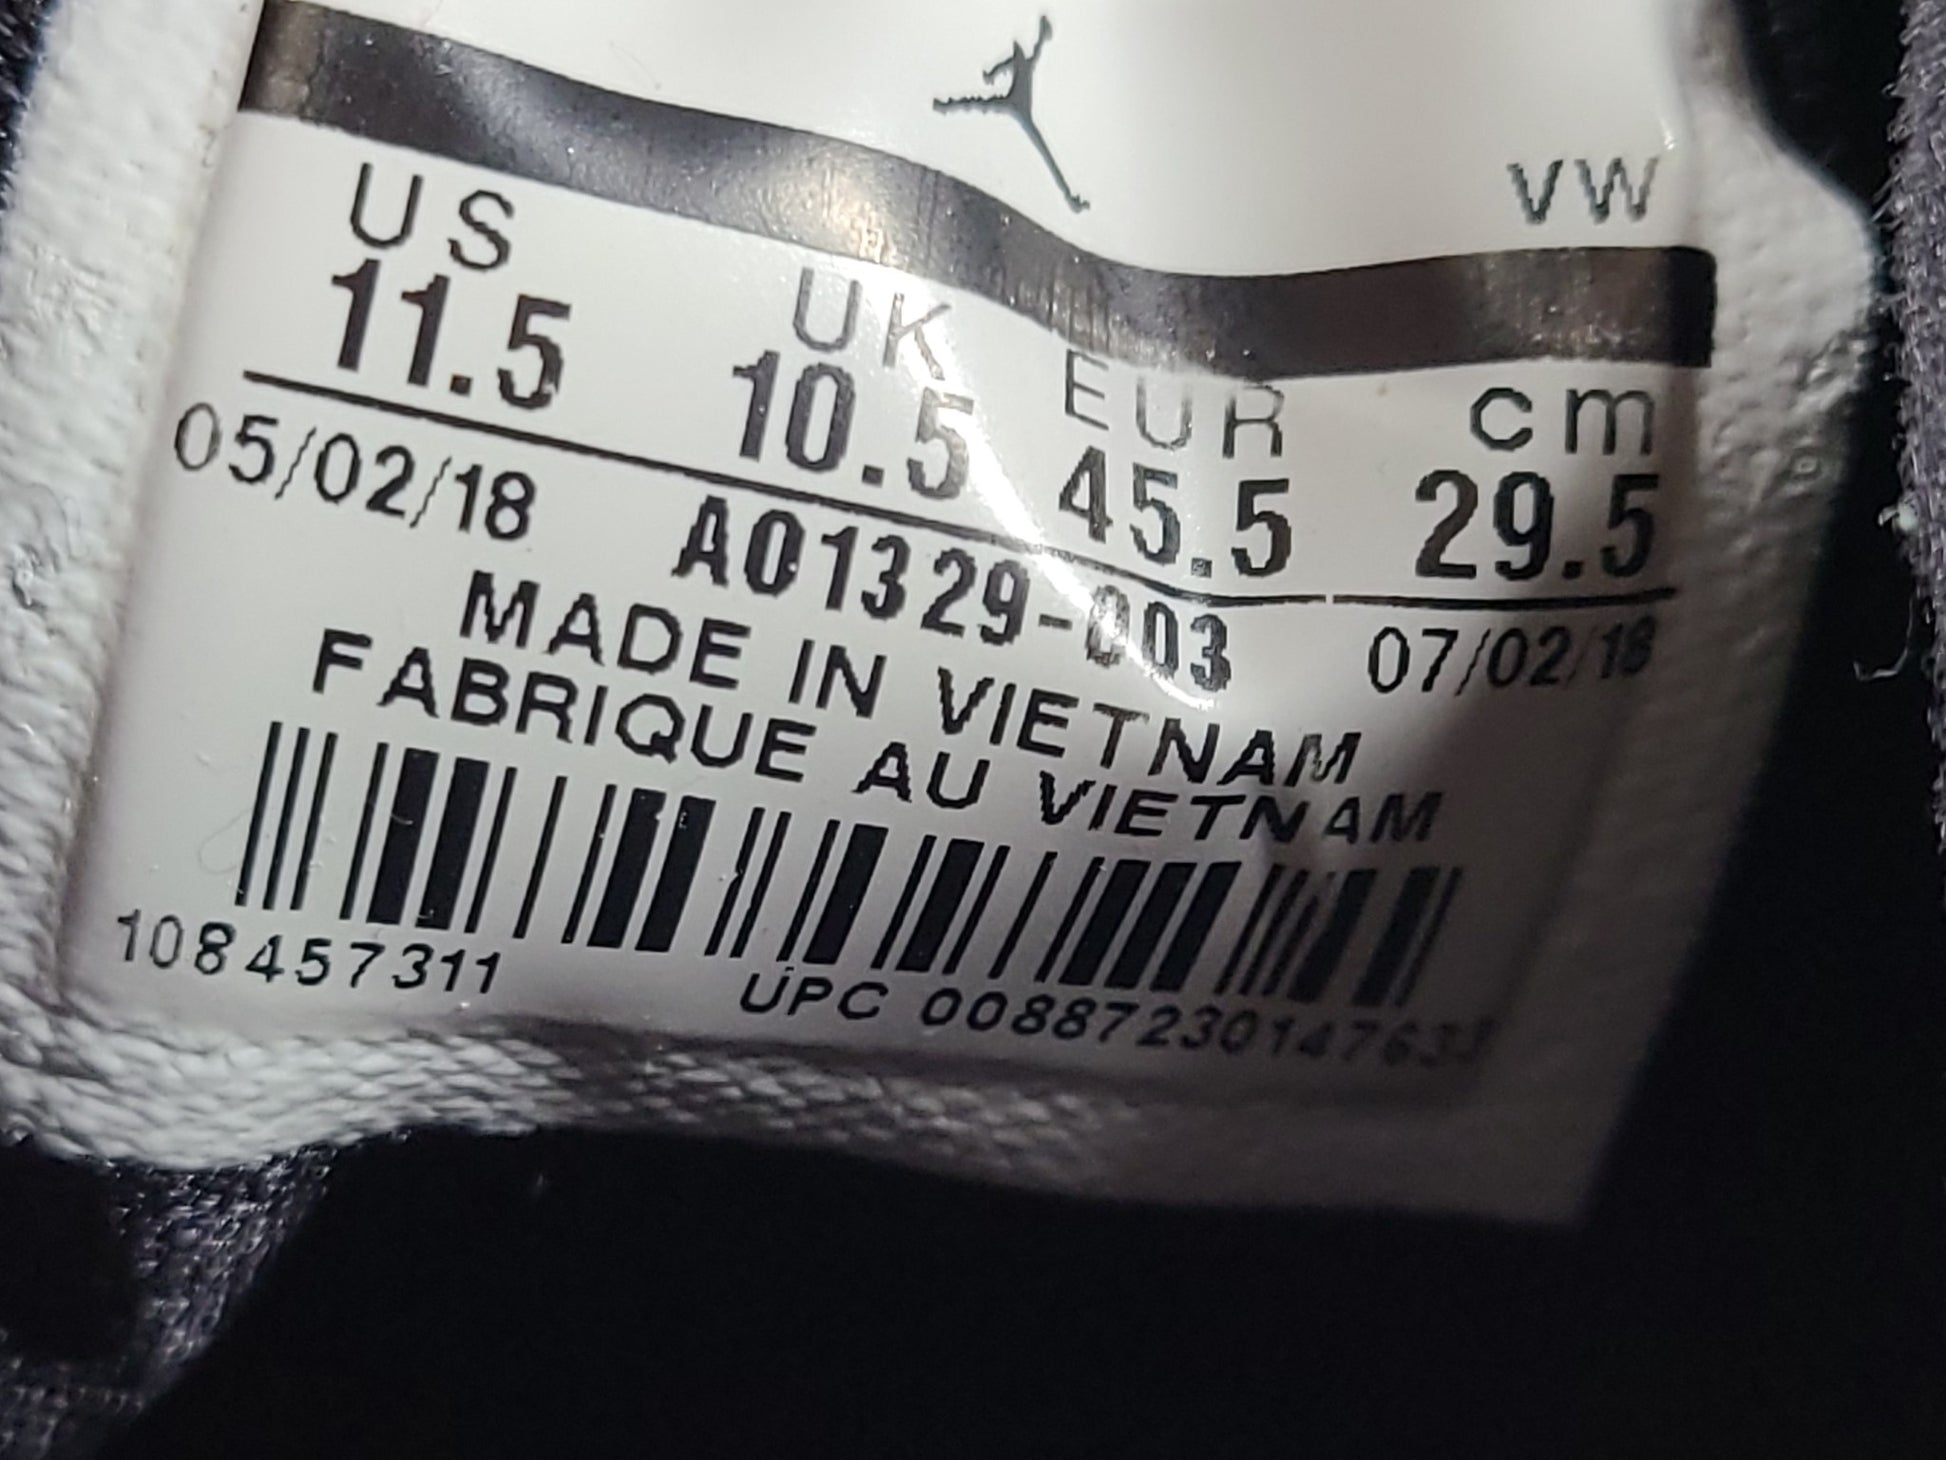 VW
US UK EUR cm
11.5 10.5 45.5 29.5
05/02/18 AO1329-003 07/02/18
MADE IN VIETNAM
FABRIQUE AU VIETNAM
108457311 UPC